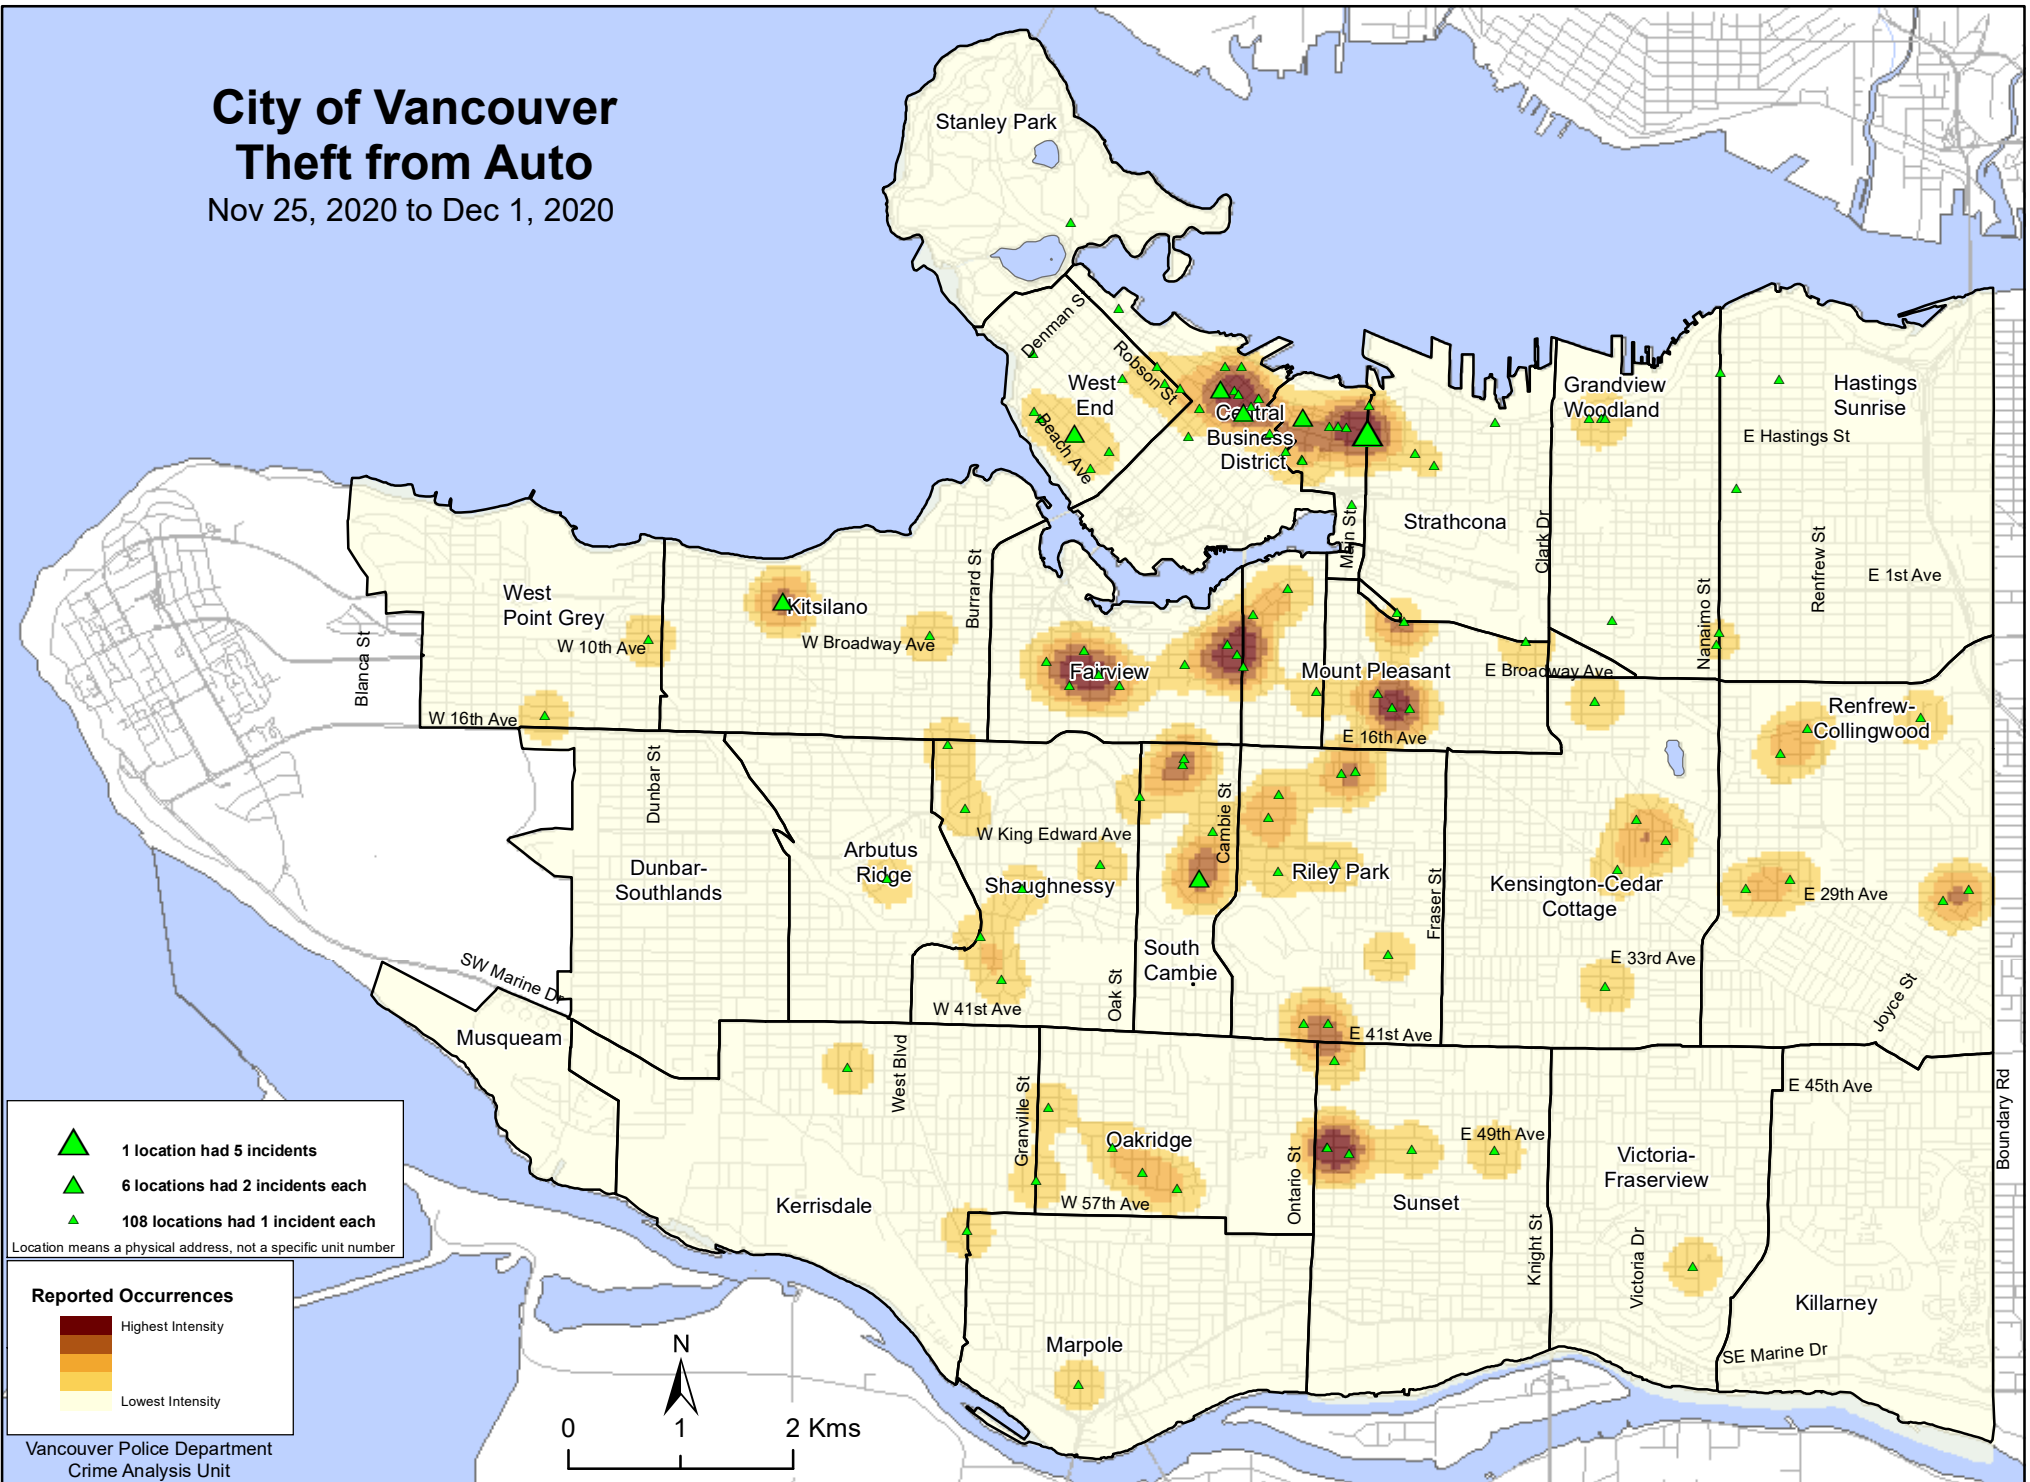 City of Vancouver
Theft from Auto
Nov 25, 2020 to Dec 1, 2020
Stanley Park
Denman S
Robson St
West
End
Beach Ave
Central
Business
District
Grandview
Woodland
Hastings
Sunrise
E Hastings St
Strathcona
Main St
Clark Dr
Nanaimo St
Renfrew St
E 1st Ave
West
Point Grey
W 10th Ave
Blanca St
W 16th Ave
Kitsilano
W Broadway Ave
Burrard St
Fairview
Mount Pleasant
E Broadway Ave
E 16th Ave
Renfrew-
Collingwood
Dunbar St
Dunbar-
Southlands
Arbutus
Ridge
W King Edward Ave
Shaughnessy
Cambie St
Riley Park
Fraser St
Kensington-Cedar
Cottage
E 29th Ave
E 33rd Ave
South
Cambie
Oak St
W 41st Ave
E 41st Ave
Joyce St
SW Marine Dr
Musqueam
West Blvd
Granville St
Oakridge
W 57th Ave
Ontario St
E 49th Ave
E 45th Ave
Boundary Rd
Kerrisdale
Sunset
Victoria-
Fraserview
Knight St
Victoria Dr
Killarney
SE Marine Dr
Marpole
1 location had 5 incidents
6 locations had 2 incidents each
108 locations had 1 incident each
Location means a physical address, not a specific unit number
Reported Occurrences
Highest Intensity
Lowest Intensity
Vancouver Police Department
Crime Analysis Unit
N
0 1 2 Kms